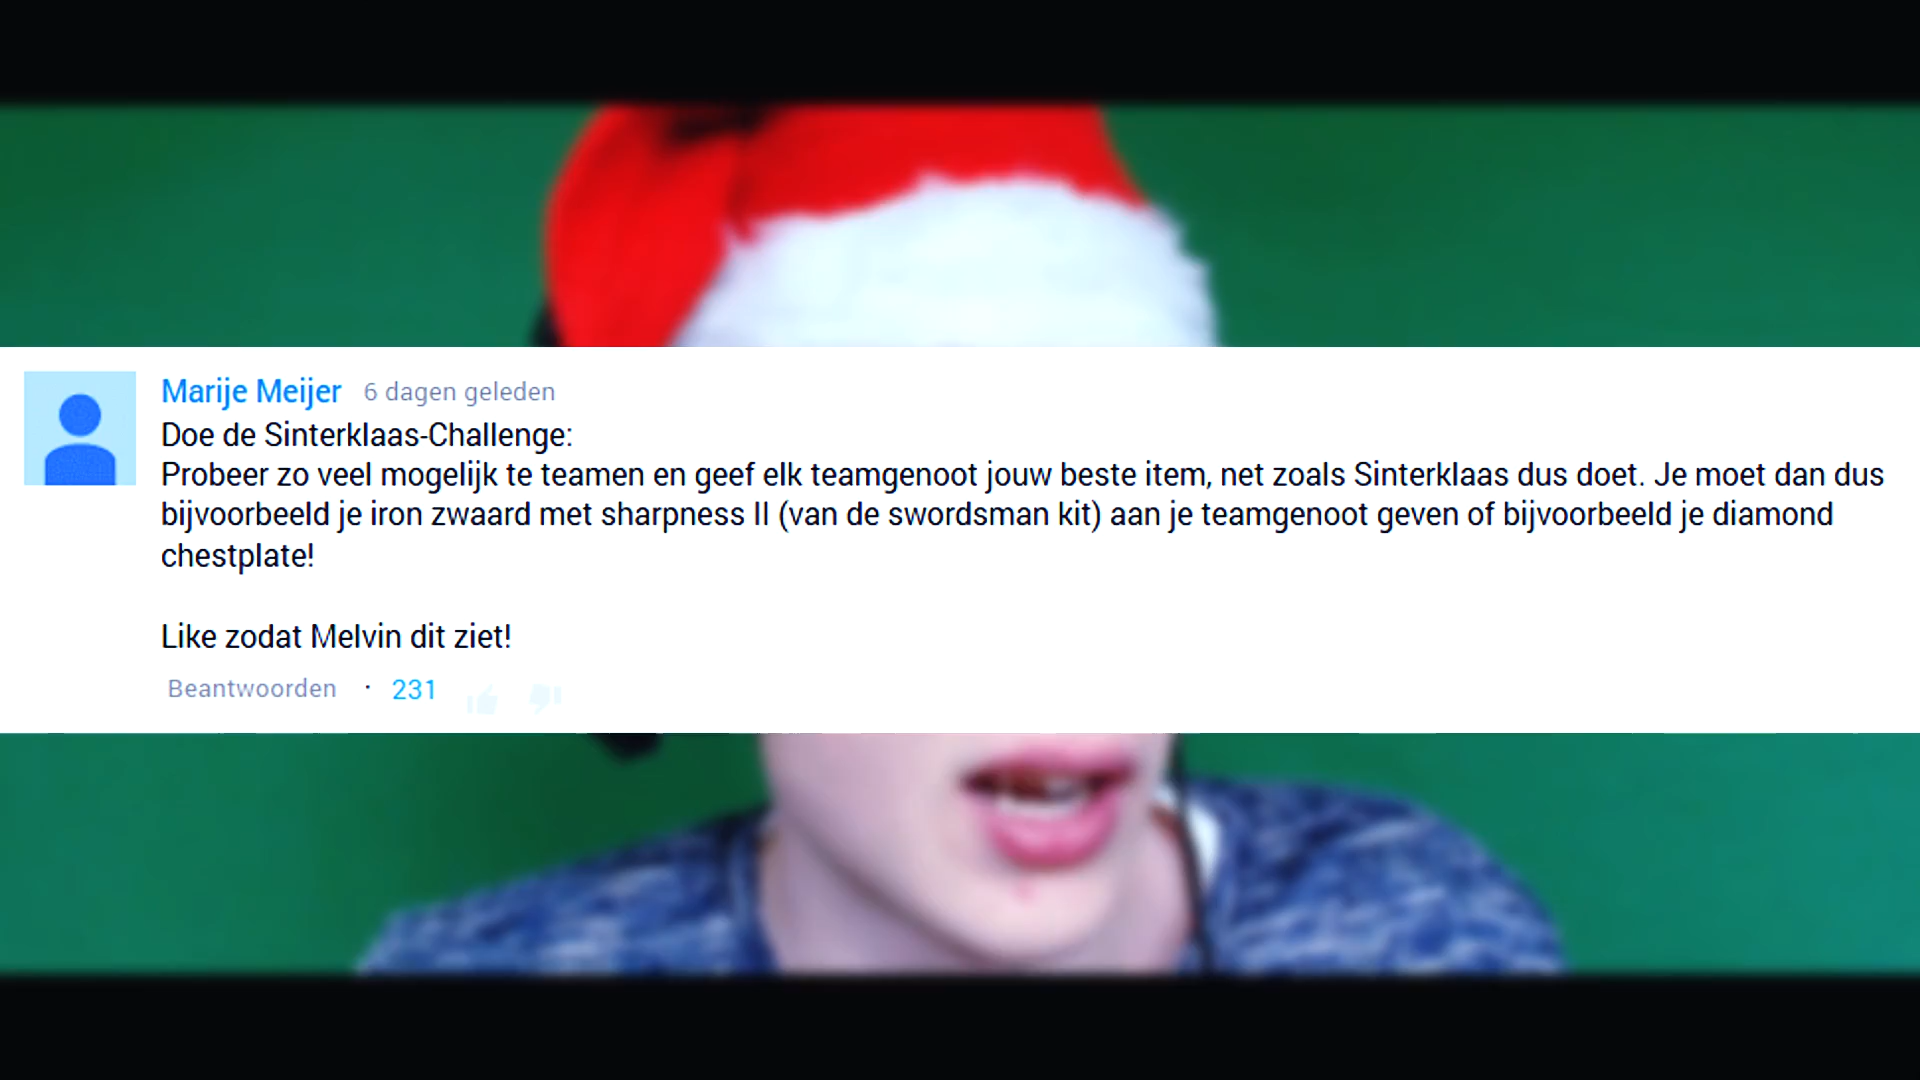 Marije Meijer 6 dagen geleden
Doe de Sinterklaas-Challenge:
Probeer zo veel mogelijk te teamen en geef elk teamgenoot jouw beste item, net zoals Sinterklaas dus doet. Je moet dan dus
bijvoorbeeld je iron zwaard met sharpness II (van de swordsman kit) aan je teamgenoot geven of bijvoorbeeld je diamond
chestplate!
Like zodat Melvin dit ziet!
Beantwoorden · 231